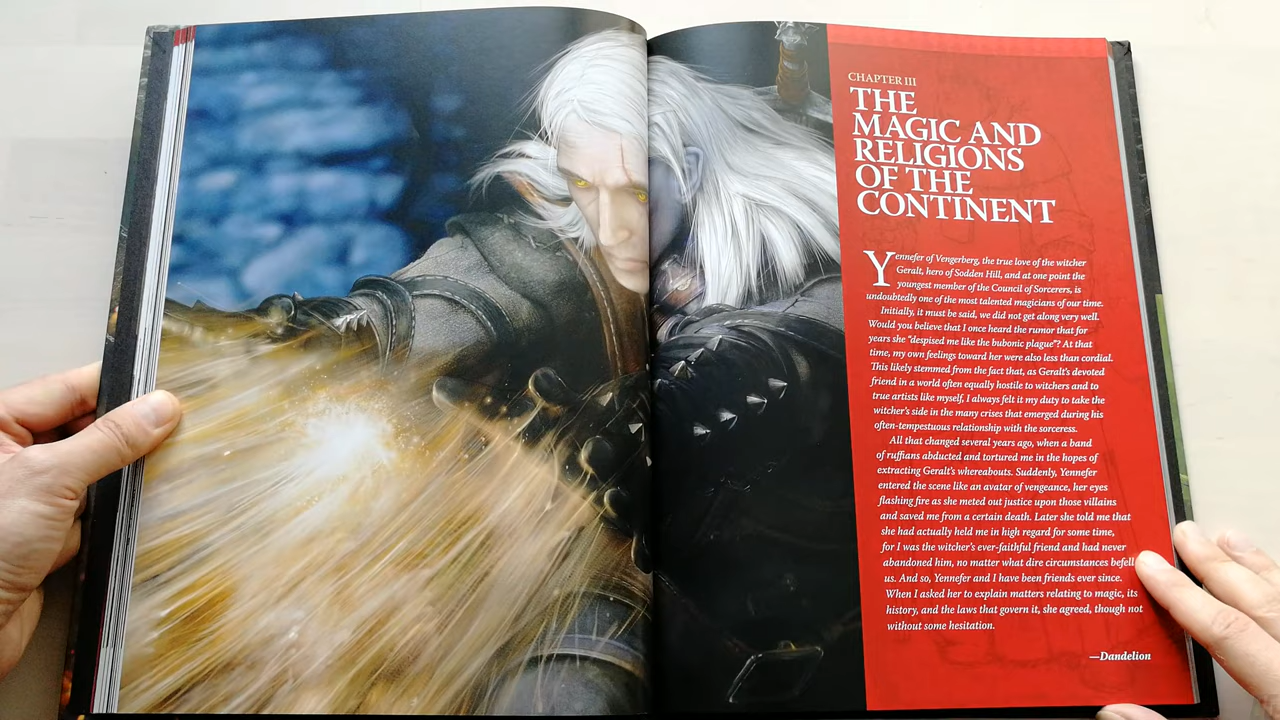 CHAPTER III
THE
MAGIC AND
RELIGIONS
OF THE
CONTINENT
Yennefer of Vengerberg, the true love of the witcher
Geralt, hero of Sodden Hill, and at one point the
youngest member of the Council of Sorcerers, is
undoubtedly one of the most talented magicians of our time.
Initially, it must be said, we did not get along very well.
Would you believe that I once heard the rumor that for
years she "despised me like the bubonic plague"? At that
time, my own feelings toward her were also less than cordial.
This likely stemmed from the fact that, as Geralt's devoted
friend in a world often equally hostile to witchers and to
true artists like myself, I always felt it my duty to take the
witcher's side in the many crises that emerged during his
often-tempestuous relationship with the sorceress.
All that changed several years ago, when a band
of ruffians abducted and tortured me in the hopes of
extracting Geralt's whereabouts. Suddenly, Yennefer
entered the scene like an avatar of vengeance, her eyes
flashing fire as she meted out justice upon those villains
and saved me from a certain death. Later she told me that
she had actually held me in high regard for some time,
for I was the witcher's ever-faithful friend and had never
abandoned him, no matter what dire circumstances befell
us. And so, Yennefer and I have been friends ever since.
When I asked her to explain matters relating to magic, its
history, and the laws that govern it, she agreed, though not
without some hesitation.
—Dandelion